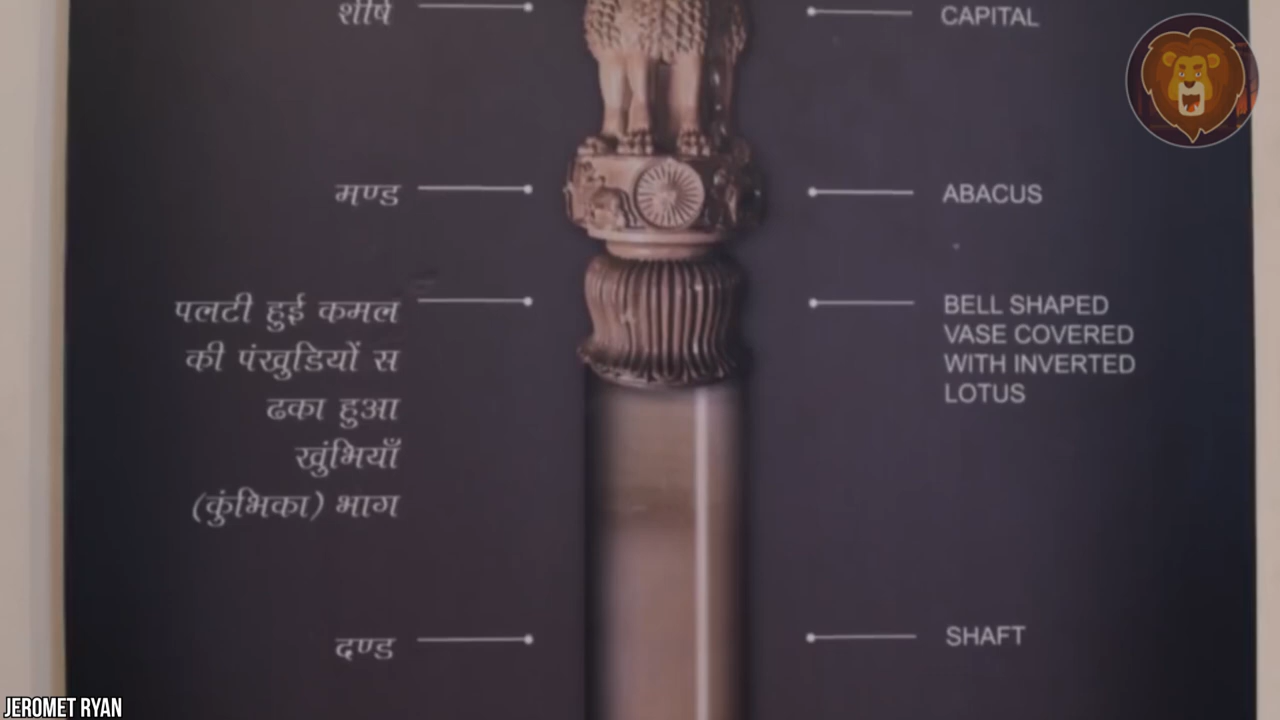 शीर्ष
CAPITAL
मण्ड
ABACUS
पलटी हुई कमल
की पंखुडियों स
ढका हुआ
खुंभियाँ
(कुंभिका) भाग
BELL SHAPED
VASE COVERED
WITH INVERTED
LOTUS
दण्ड
SHAFT
JEROMET RYAN